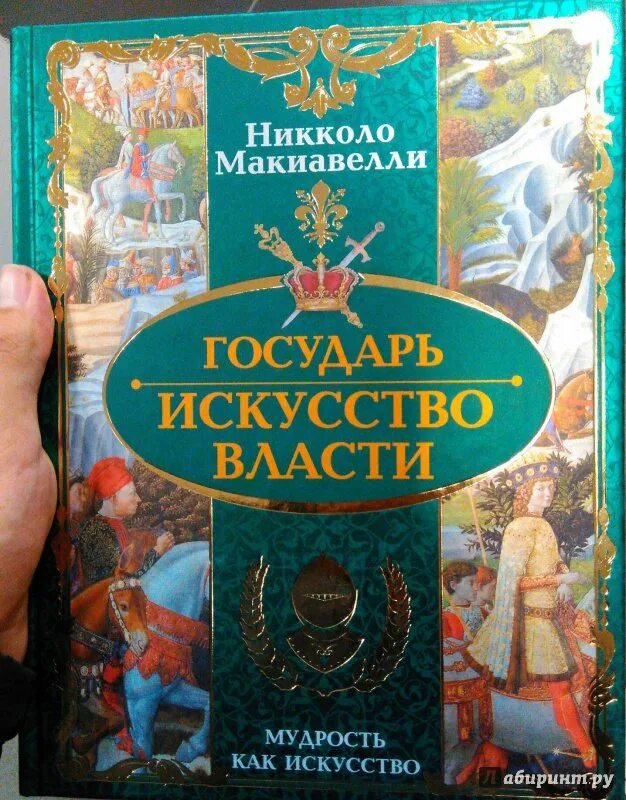 Никколо
Макиавелли
ГОСУДАРЬ
ИСКУССТВО
ВЛАСТИ
МУДРОСТЬ
КАК ИСКУССТВО
Лабиринт.ру